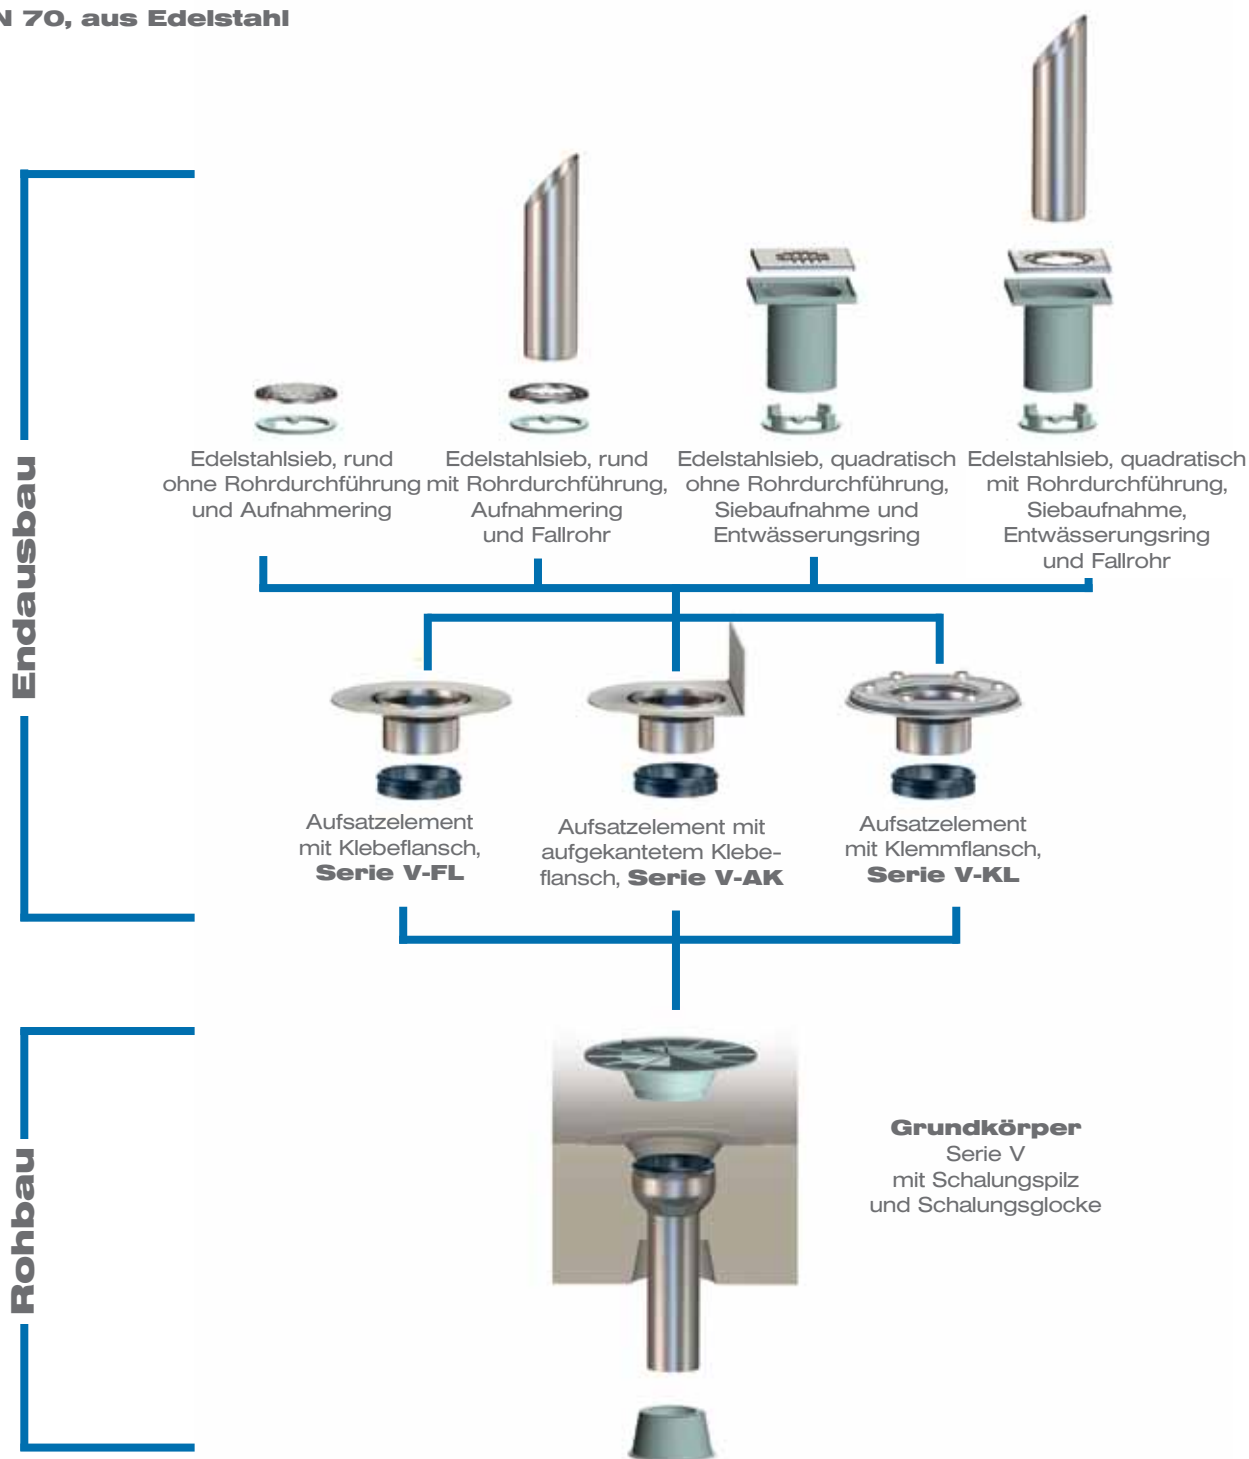 N 70, aus Edelstahl
Endausbau
Edelstahlsieb, rund
ohne Rohrdurchführung
und Aufnahmering
Edelstahlsieb, rund
mit Rohrdurchführung,
Aufnahmering
und Fallrohr
Edelstahlsieb, quadratisch
ohne Rohrdurchführung,
Siebaufnahme und
Entwässerungsring
Edelstahlsieb, quadratisch
mit Rohrdurchführung,
Siebaufnahme,
Entwässerungsring
und Fallrohr
Aufsatzelement
mit Klebeflansch,
Serie V-FL
Aufsatzelement mit
aufgekantetem Klebe-
flansch, Serie V-AK
Aufsatzelement
mit Klemmflansch,
Serie V-KL
Rohbau
Grundkörper
Serie V
mit Schalungspilz
und Schalungsglocke